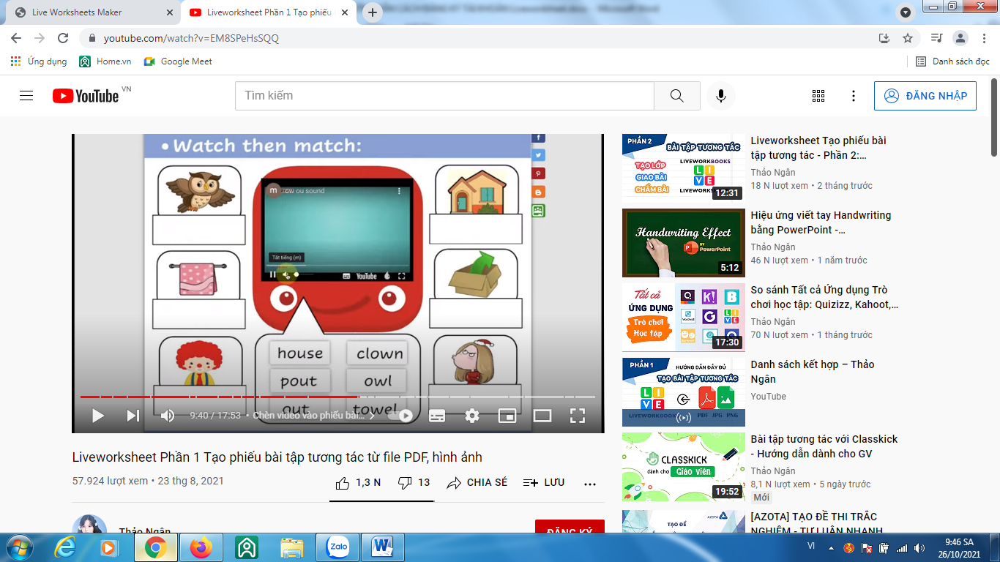 Live Worksheets Maker
Liveworksheet Phần 1 Tạo phiếu
youtube.com/watch?v=EM8SPeHsSQQ
Ứng dụng
Home.vn
Google Meet
Danh sách đọc
YouTube VN
Tìm kiếm
ĐĂNG NHẬP
• Watch then match:
m
ow ou sound
Tắt tiếng (m)
YouTube
house clown
pout owl
out towel
9:40 / 17:53 • Chèn video vào phiếu bài...
Liveworksheet Phần 1 Tạo phiếu bài tập tương tác từ file PDF, hình ảnh
57.924 lượt xem • 23 thg 8, 2021
1,3 N
13
CHIA SẺ
LƯU
Thảo Ngân
ĐĂNG KÝ
PHẦN 2
BÀI TẬP TƯƠNG TÁC
TẠO LỚP
GIAO BÀI
CHẤM BÀI
LIVEWORKBOOKS
LIVE
12:31
Liveworksheet Tạo phiếu bài
tập tương tác - Phần 2:...
Thảo Ngân
18 N lượt xem • 2 tháng trước
Handwriting Effect
BY
PowerPoint
5:12
Hiệu ứng viết tay Handwriting
bằng PowerPoint -...
Thảo Ngân
46 N lượt xem • 1 năm trước
Tất cả
ỨNG DỤNG
Trò chơi
Học tập
17:30
So sánh Tất cả Ứng dụng Trò
chơi học tập: Quizizz, Kahoot,...
Thảo Ngân
70 N lượt xem • 1 tháng trước
PHẦN 1
HƯỚNG DẪN ĐẦY ĐỦ
TẠO BÀI TẬP TƯƠNG TÁC
LIVE
LIVEWORKBOOK
PDF JPG PNG
Danh sách kết hợp – Thảo
Ngân
YouTube
CLASSKICK
dành cho Giáo viên
19:52
Bài tập tương tác với Classkick
- Hướng dẫn dành cho GV
Thảo Ngân
8,1 N lượt xem • 5 ngày trước
Mới
TẠO ĐỀ
AZOTA
[AZOTA] TẠO ĐỀ THI TRẮC
NGHIỆM - TỰ LUẬN NHANH
Zalo
VI
9:46 SA
26/10/2021